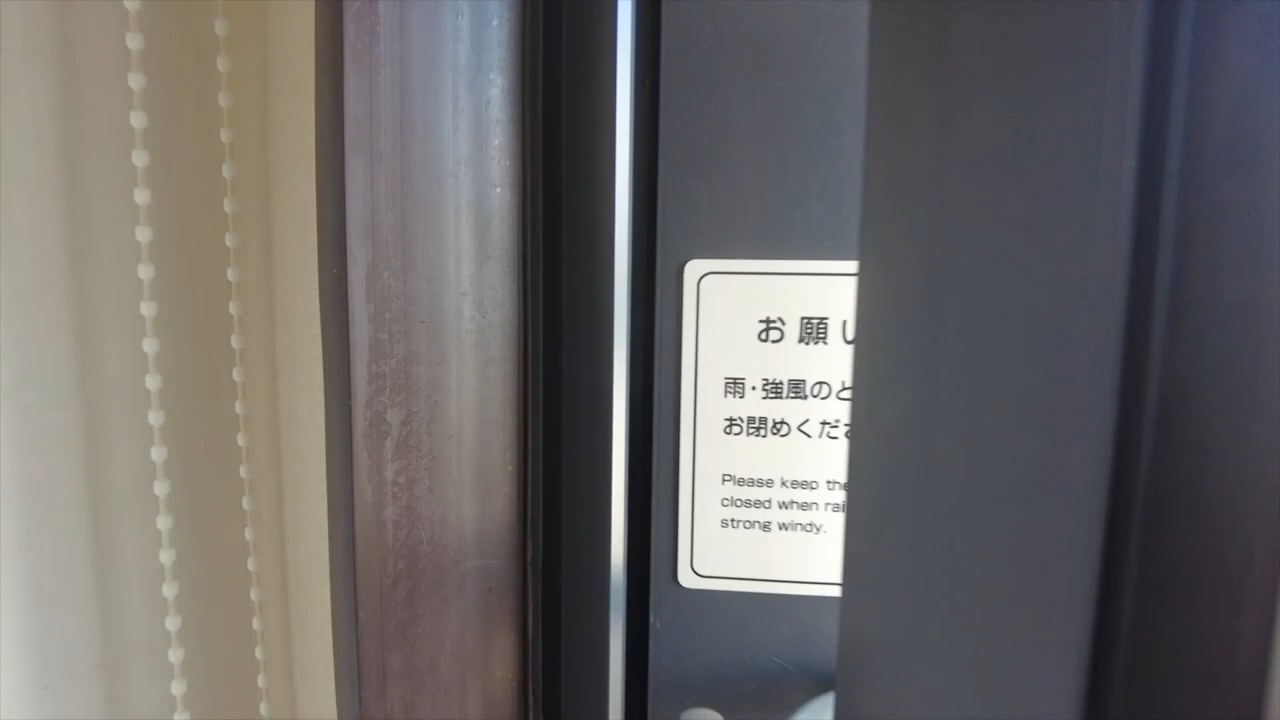 お願い
雨・強風のと
お閉めくださ
Please keep the
closed when rai
strong windy.